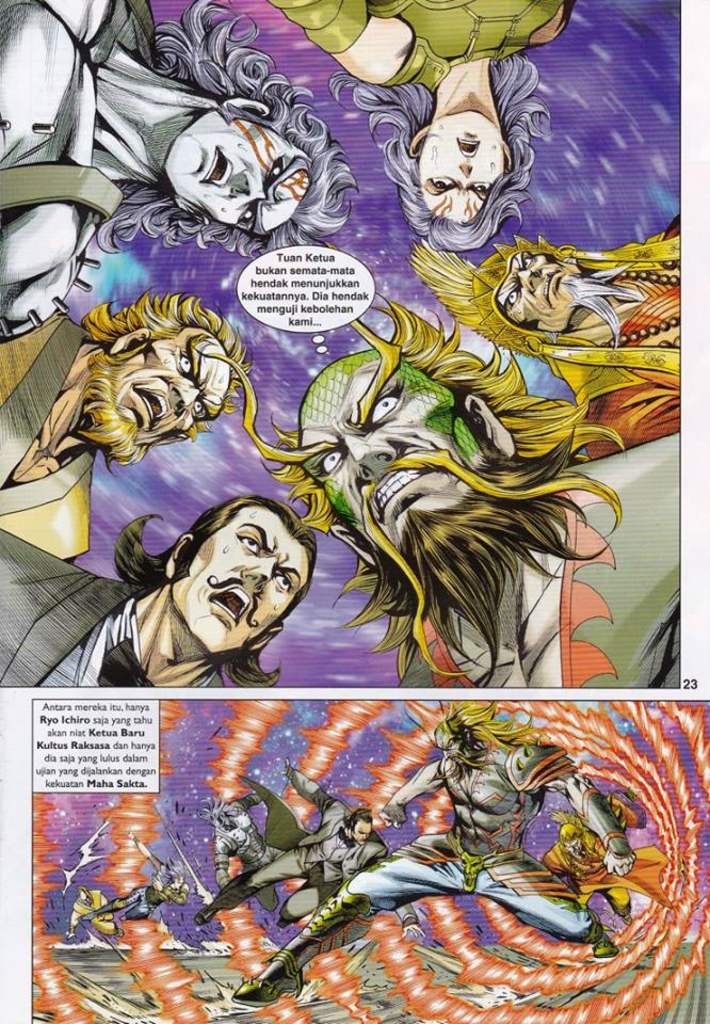 Tuan Ketua
bukan semata-mata
hendak menunjukkan
kekuatannya. Dia hendak
menguji kebolehan
kami...
23
Antara mereka itu, hanya
Ryo Ichiro saja yang tahu
akan niat Ketua Baru
Kultus Raksasa dan hanya
dia saja yang lulus dalam
ujian yang dijalankan dengan
kekuatan Maha Sakta.